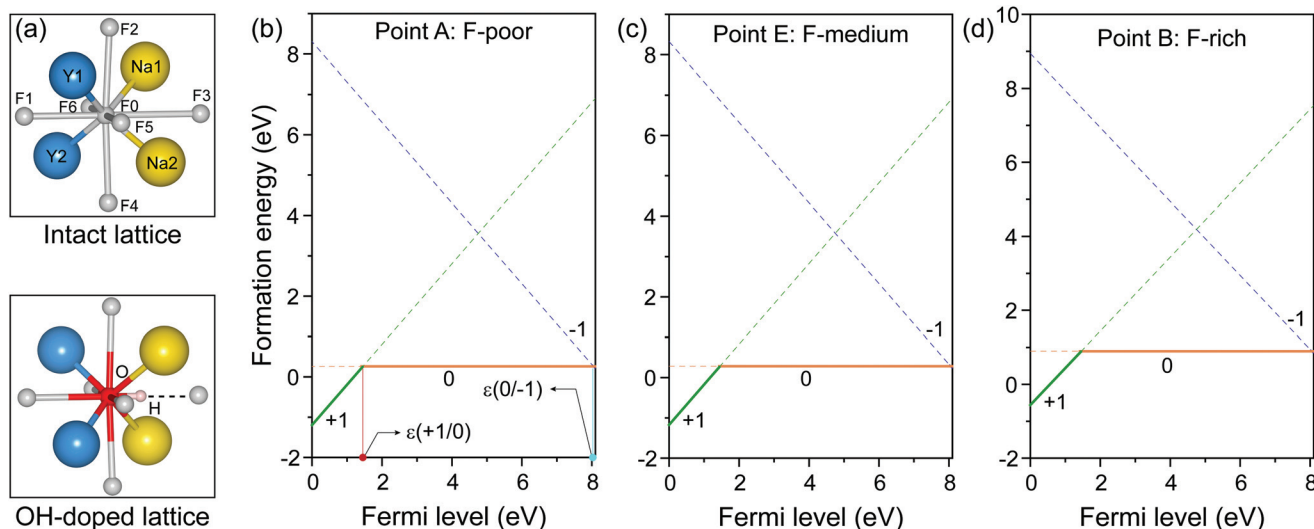 (a)
F2
Y1
Na1
F1
F6
F0
F3
F5
Y2
Na2
F4
Intact lattice
O
H
OH-doped lattice
(b)
Point A: F-poor
Formation energy (eV)
8
6
4
2
0
-2
-1
0
+1
ε(0/-1)
ε(+1/0)
0 2 4 6 8
Fermi level (eV)
(c)
Point E: F-medium
8
6
4
2
0
-2
-1
0
+1
0 2 4 6 8
Fermi level (eV)
(d)
Point B: F-rich
10
8
6
4
2
0
-2
-1
0
+1
0 2 4 6 8
Fermi level (eV)